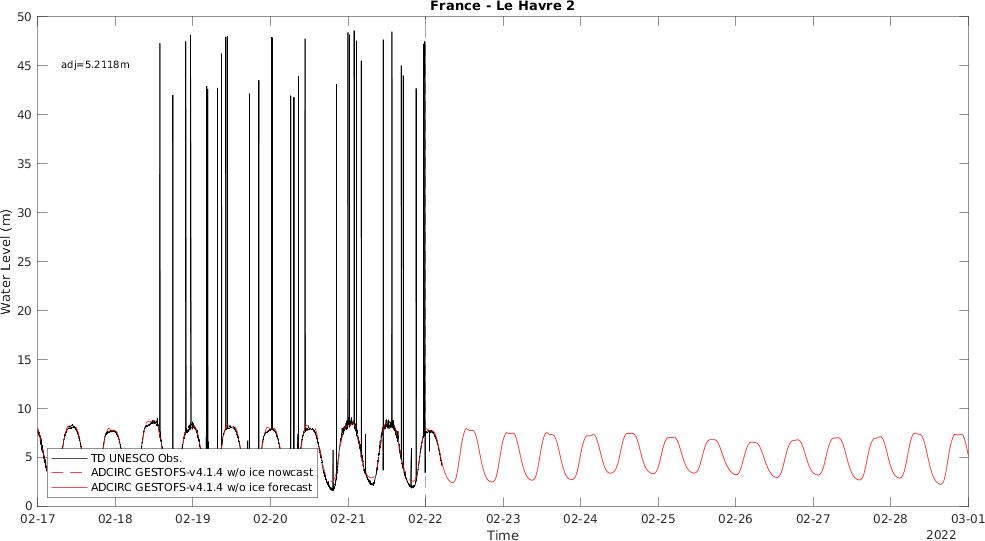 France - Le Havre 2
50
45
40
35
30
25
20
15
10
5
0
adj=5.2118m
Water Level (m)
TD UNESCO Obs.
ADCIRC GESTOFS-v4.1.4 w/o ice nowcast
ADCIRC GESTOFS-v4.1.4 w/o ice forecast
02-17 02-18 02-19 02-20 02-21 02-22 02-23 02-24 02-25 02-26 02-27 02-28 03-01
Time
2022